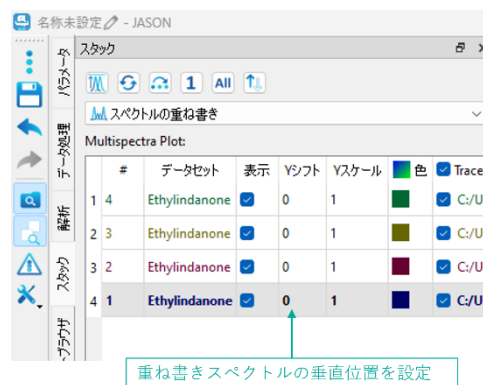 名称未設定 - JASON
スタック
1 All
スペクトルの重ね書き
Multispectra Plot:
# データセット 表示 Yシフト Yスケール 色 Trace
1 4 Ethylindanone 0 1 C:/U
2 3 Ethylindanone 0 1 C:/U
3 2 Ethylindanone 0 1 C:/U
4 1 Ethylindanone 0 1 C:/U
パラメータ
データ処理
解析
スタック
重ね書きスペクトルの垂直位置を設定